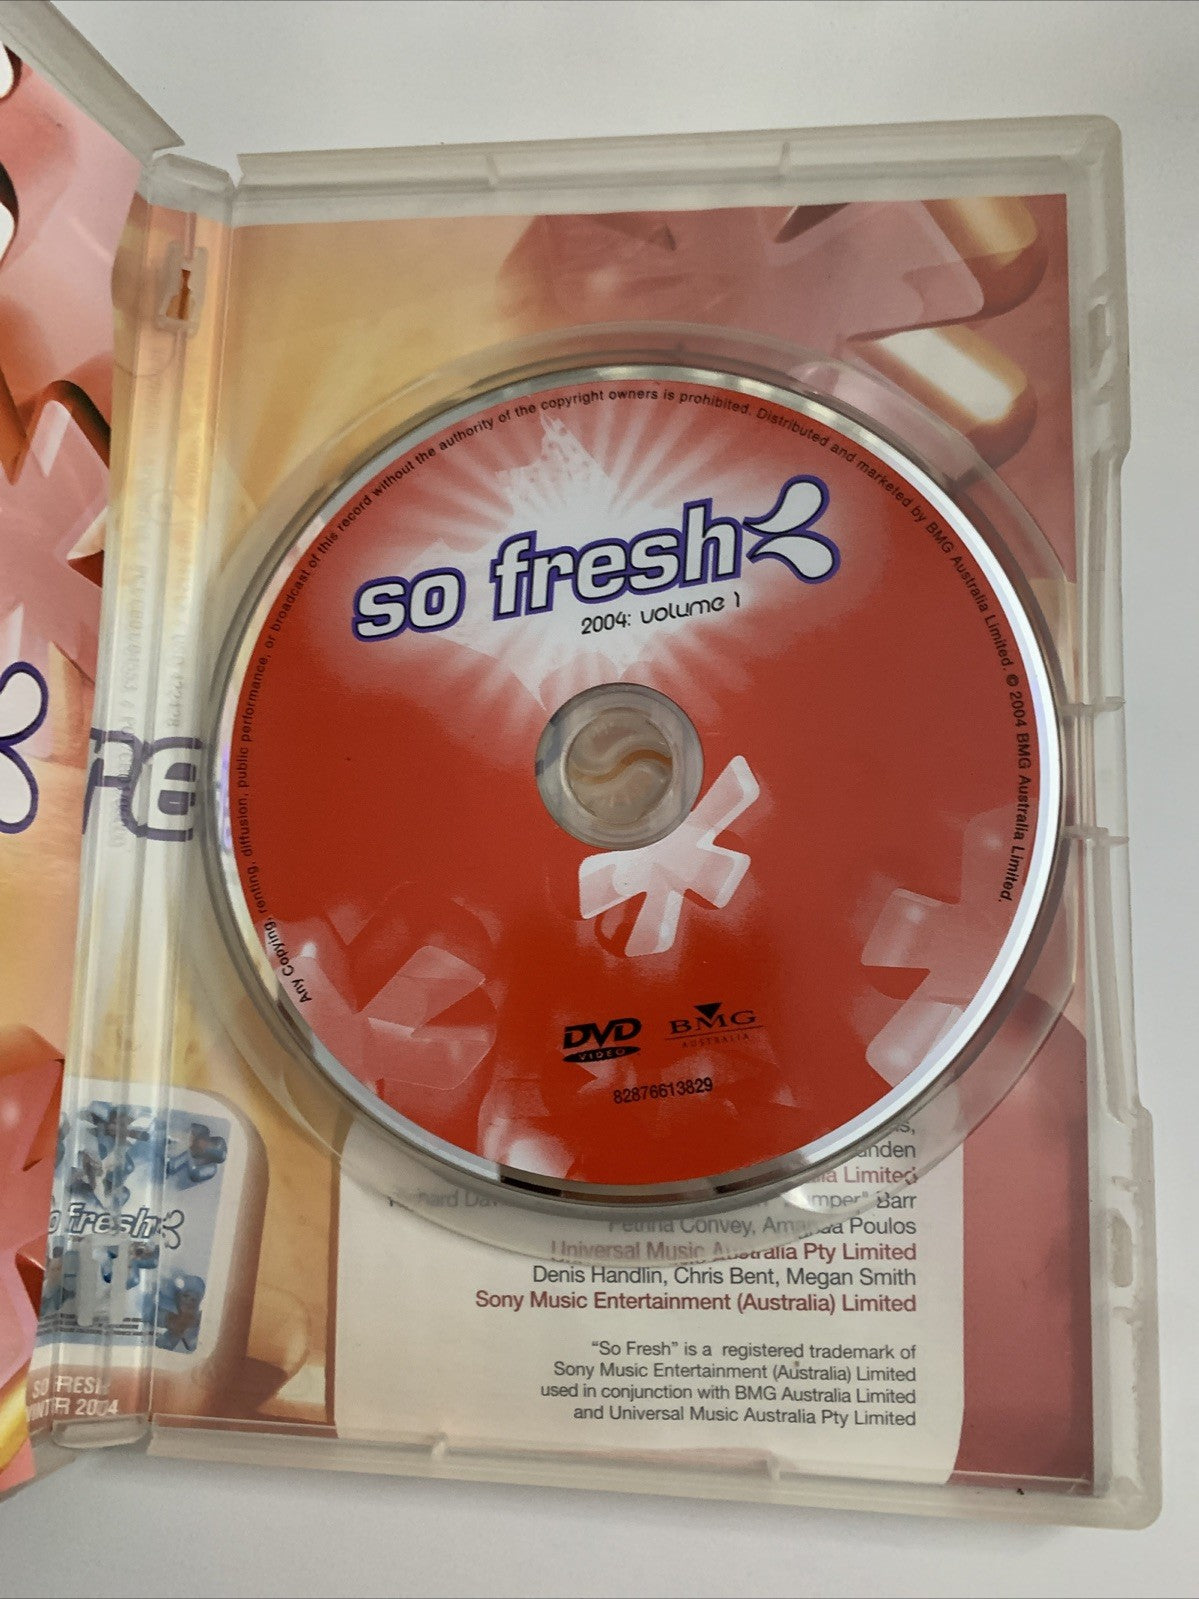 Any Copying, renting, diffusion, public performance, or broadcast of this record without the authority of the copyright owners is prohibited. Distributed and marketed by BMG Australia Limited. © 2004 BMG Australia Limited.
so fresh
2004: volume 1
DVD
VIDEO
BMG
AUSTRALIA
82876613829
Limited
Barr
Petrina Convey, Amanda Poulos
Universal Music Australia Pty Limited
Denis Handlin, Chris Bent, Megan Smith
Sony Music Entertainment (Australia) Limited
"So Fresh" is a registered trademark of
Sony Music Entertainment (Australia) Limited
used in conjunction with BMG Australia Limited
and Universal Music Australia Pty Limited
so fresh
SO FRESH
WINTER 2004